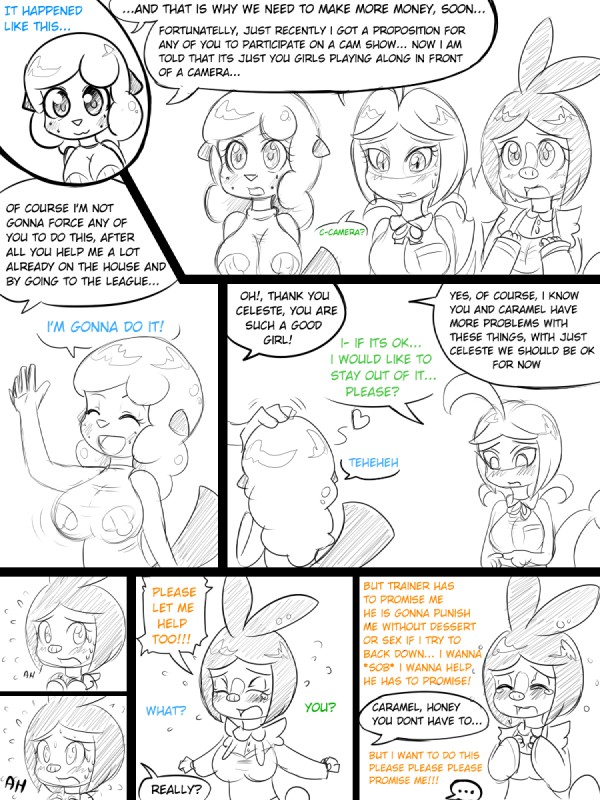 IT HAPPENED
LIKE THIS...
...AND THAT IS WHY WE NEED TO MAKE MORE MONEY, SOON...
FORTUNATELLY, JUST RECENTLY I GOT A PROPOSITION FOR
ANY OF YOU TO PARTICIPATE ON A CAM SHOW... NOW I AM
TOLD THAT ITS JUST YOU GIRLS PLAYING ALONG IN FRONT
OF A CAMERA...
C-CAMERA?
OF COURSE I'M NOT
GONNA FORCE ANY OF
YOU TO DO THIS, AFTER
ALL YOU HELP ME A LOT
ALREADY ON THE HOUSE AND
BY GOING TO THE LEAGUE...
I'M GONNA DO IT!
OH!, THANK YOU
CELESTE, YOU ARE
SUCH A GOOD
GIRL!
I- IF ITS OK...
I WOULD LIKE TO
STAY OUT OF IT...
PLEASE?
YES, OF COURSE, I KNOW
YOU AND CARAMEL HAVE
MORE PROBLEMS WITH
THESE THINGS, WITH JUST
CELESTE WE SHOULD BE OK
FOR NOW
TEHEHEH
AH
AH
PLEASE
LET ME
HELP
TOO!!!
WHAT?
YOU?
REALLY?
BUT TRAINER HAS
TO PROMISE ME
HE IS GONNA PUNISH
ME WITHOUT DESSERT
OR SEX IF I TRY TO
BACK DOWN... I WANNA
*SOB* I WANNA HELP,
HE HAS TO PROMISE!
CARAMEL, HONEY
YOU DONT HAVE TO...
BUT I WANT TO DO THIS
PLEASE PLEASE PLEASE
PROMISE ME!!!
...